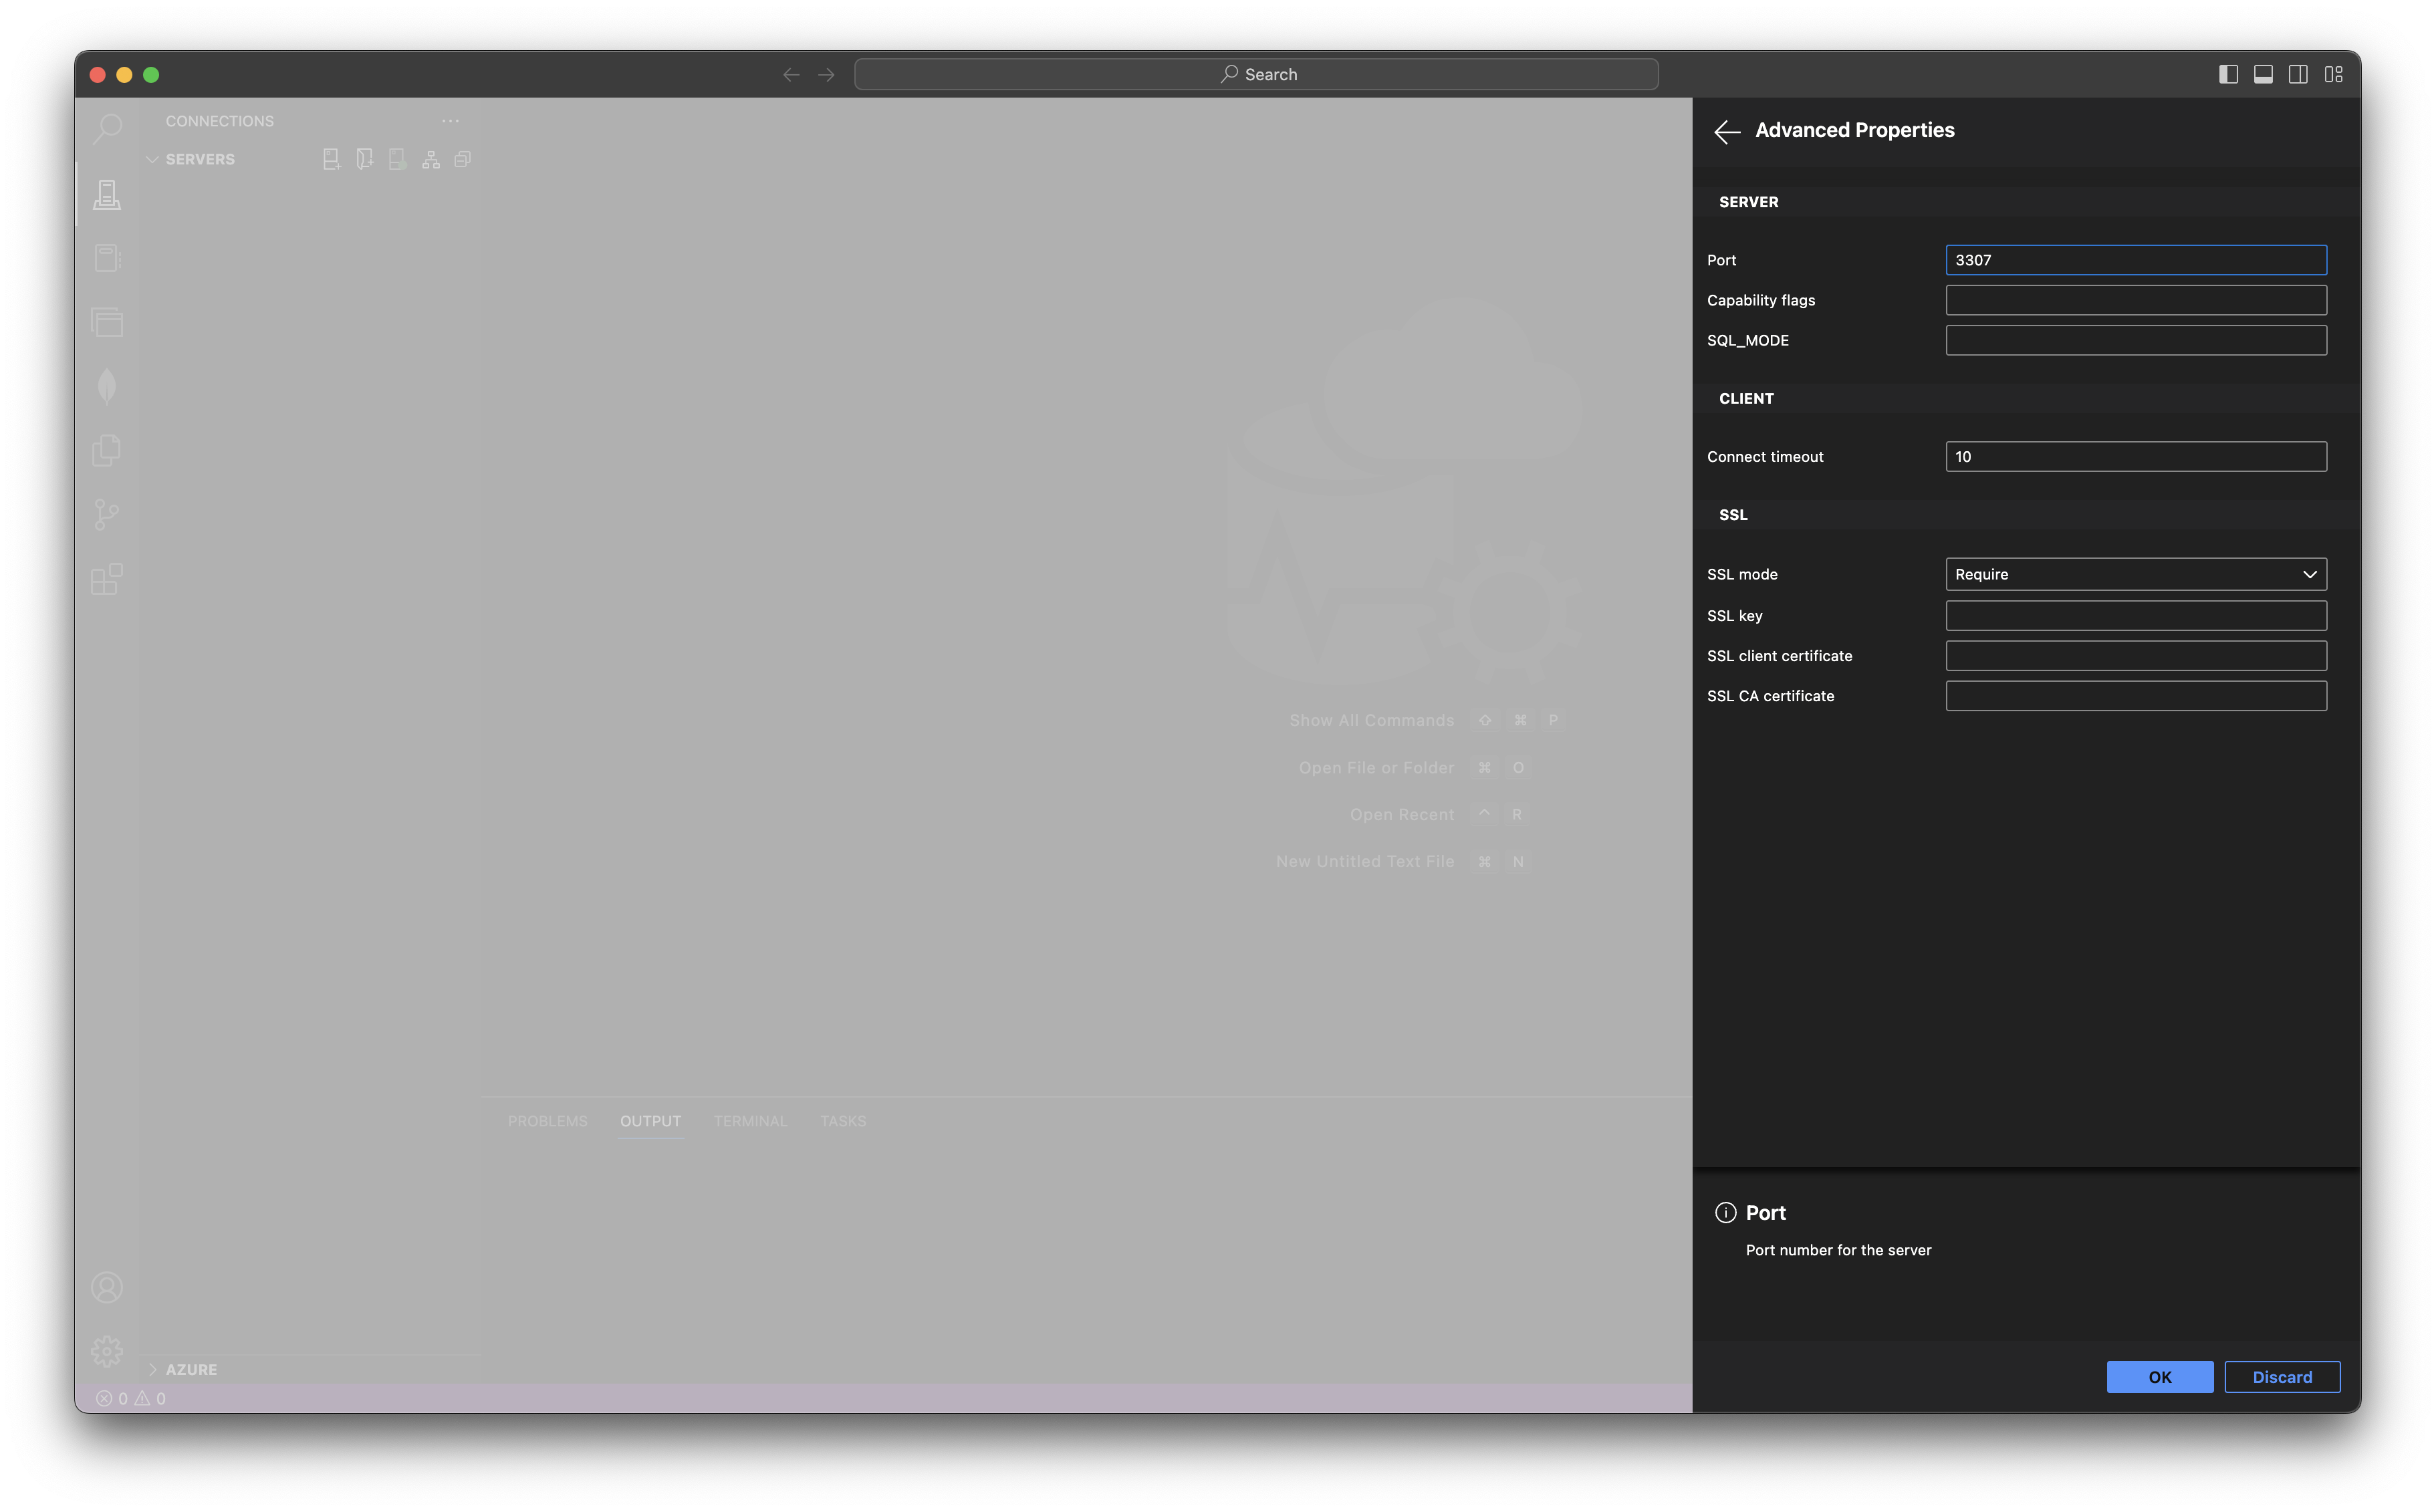 Search
CONNECTIONS
SERVERS
Show All Commands ⇧ ⌘ P
Open File or Folder ⌘ O
Open Recent ^ R
New Untitled Text File ⌘ N
PROBLEMS OUTPUT TERMINAL TASKS
AZURE
0 0
Advanced Properties
SERVER
Port 3307
Capability flags
SQL_MODE
CLIENT
Connect timeout 10
SSL
SSL mode Require
SSL key
SSL client certificate
SSL CA certificate
Port
Port number for the server
OK Discard